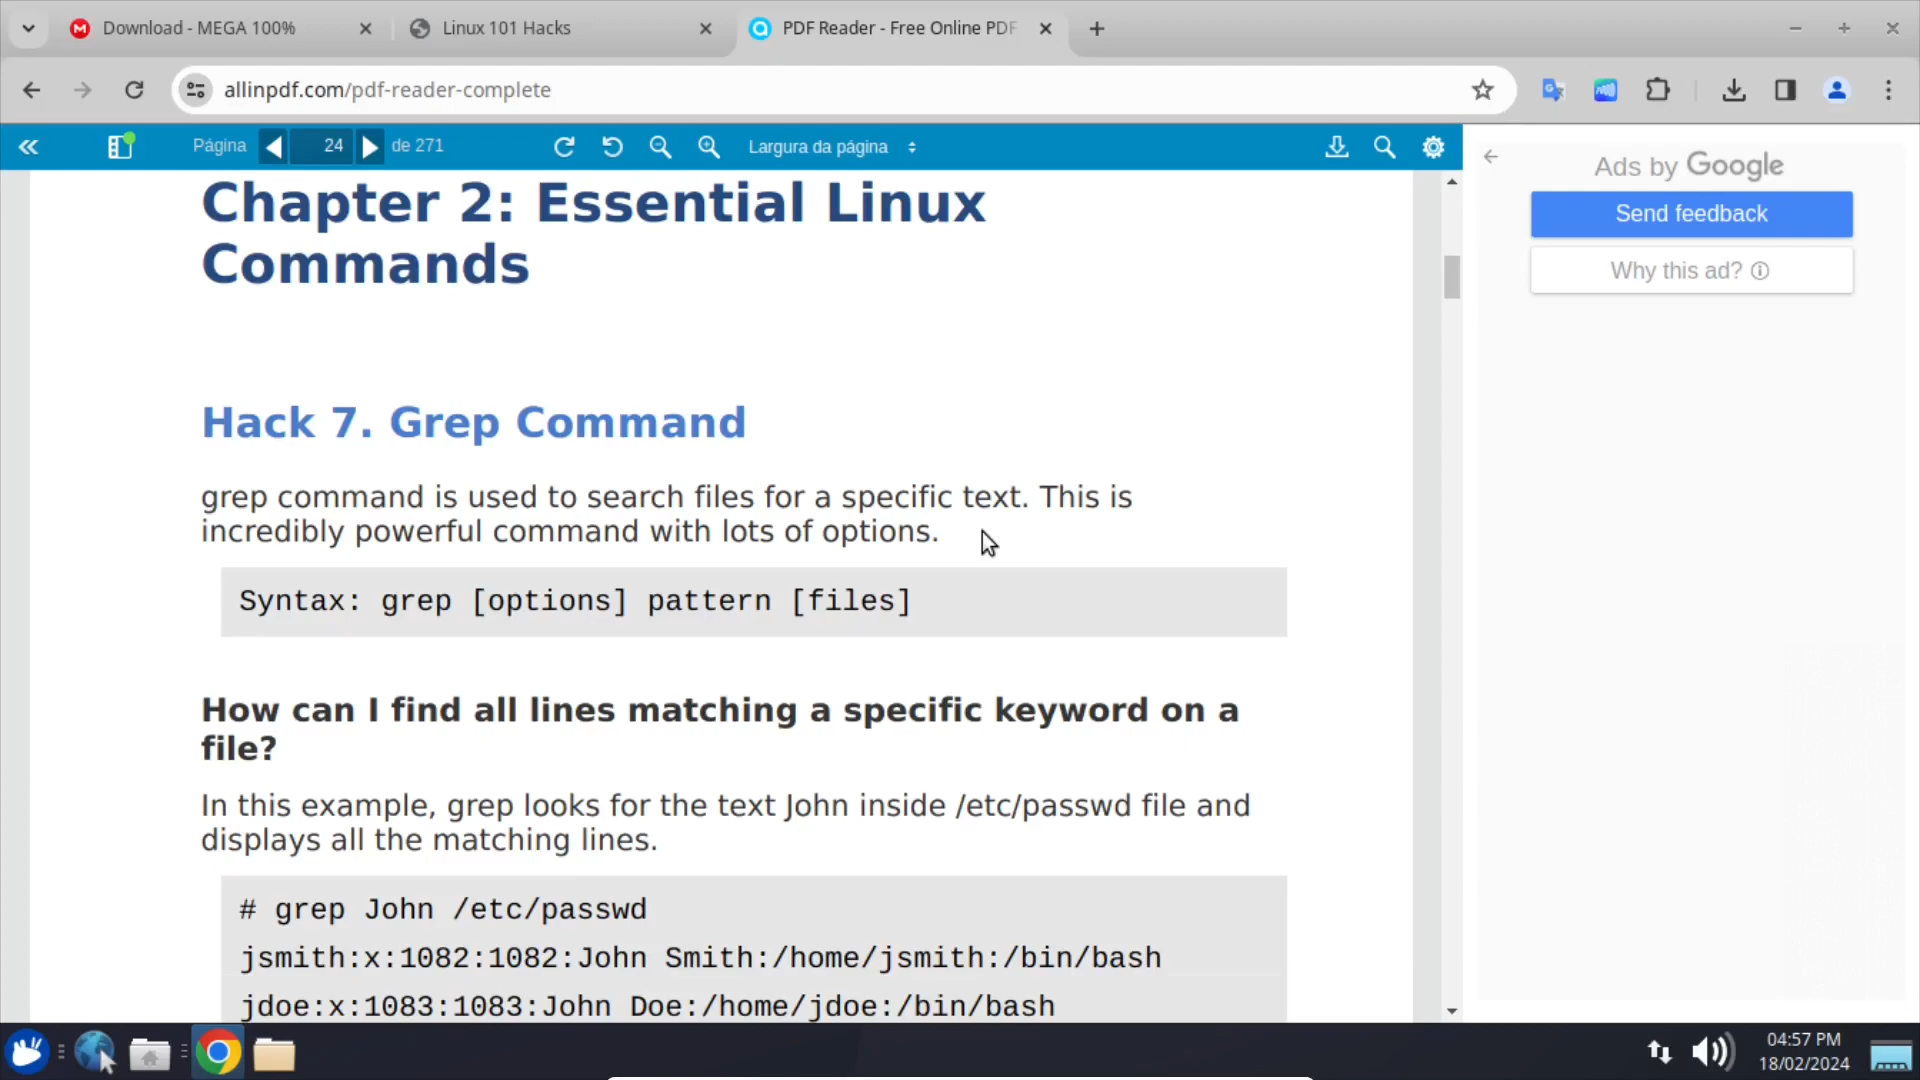 Download - MEGA 100%
Linux 101 Hacks
PDF Reader - Free Online PDF
allinpdf.com/pdf-reader-complete
Página 24 de 271
Largura da página
Chapter 2: Essential Linux
Commands
Hack 7. Grep Command
grep command is used to search files for a specific text. This is
incredibly powerful command with lots of options.
Syntax: grep [options] pattern [files]
How can I find all lines matching a specific keyword on a
file?
In this example, grep looks for the text John inside /etc/passwd file and
displays all the matching lines.
# grep John /etc/passwd
jsmith:x:1082:1082:John Smith:/home/jsmith:/bin/bash
jdoe:x:1083:1083:John Doe:/home/jdoe:/bin/bash
Ads by Google
Send feedback
Why this ad?
04:57 PM
18/02/2024